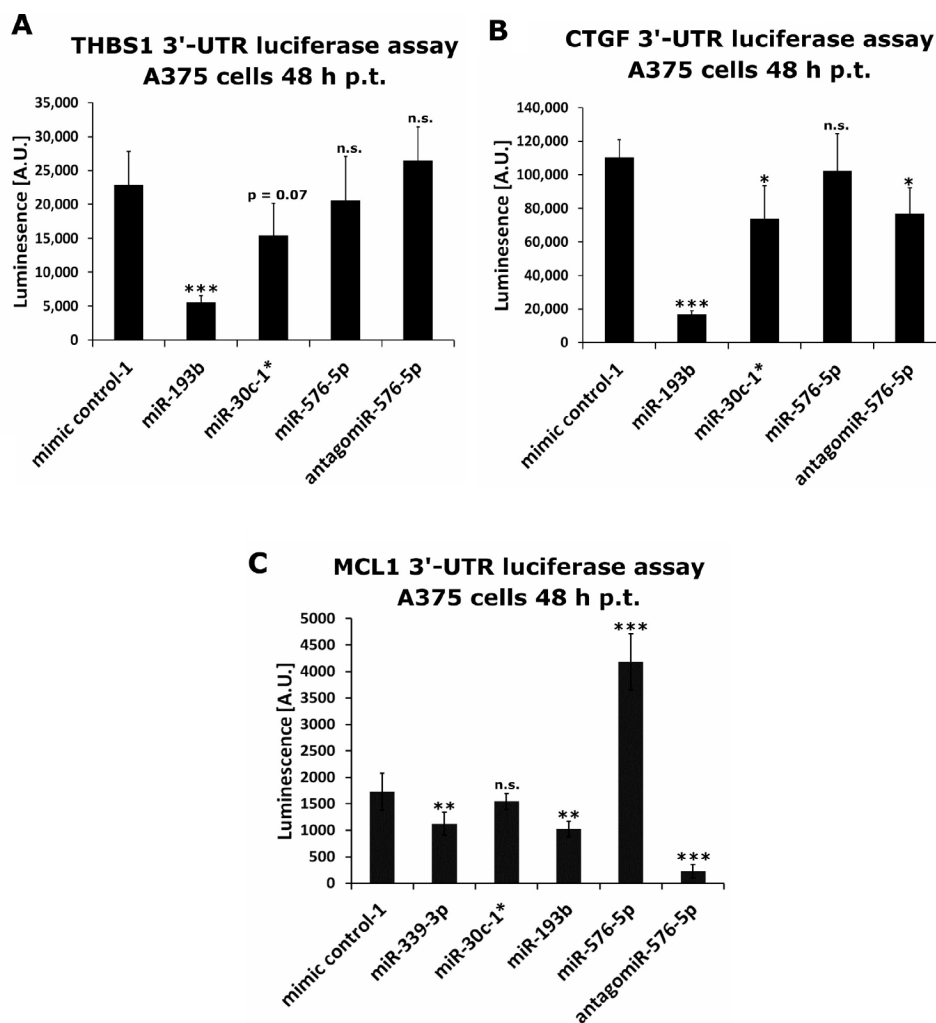 A
THBS1 3'-UTR luciferase assay
A375 cells 48 h p.t.
Luminesence [A.U.]
35,000
30,000
25,000
20,000
15,000
10,000
5,000
0
***
p = 0.07
n.s.
n.s.
mimic control-1
miR-193b
miR-30c-1*
miR-576-5p
antagomiR-576-5p
B
CTGF 3'-UTR luciferase assay
A375 cells 48 h p.t.
Luminesence [A.U.]
140,000
120,000
100,000
80,000
60,000
40,000
20,000
0
***
*
n.s.
*
mimic control-1
miR-193b
miR-30c-1*
miR-576-5p
antagomiR-576-5p
C
MCL1 3'-UTR luciferase assay
A375 cells 48 h p.t.
Luminescence [A.U.]
5000
4500
4000
3500
3000
2500
2000
1500
1000
500
0
**
n.s.
**
***
***
mimic control-1
miR-339-3p
miR-30c-1*
miR-193b
miR-576-5p
antagomiR-576-5p